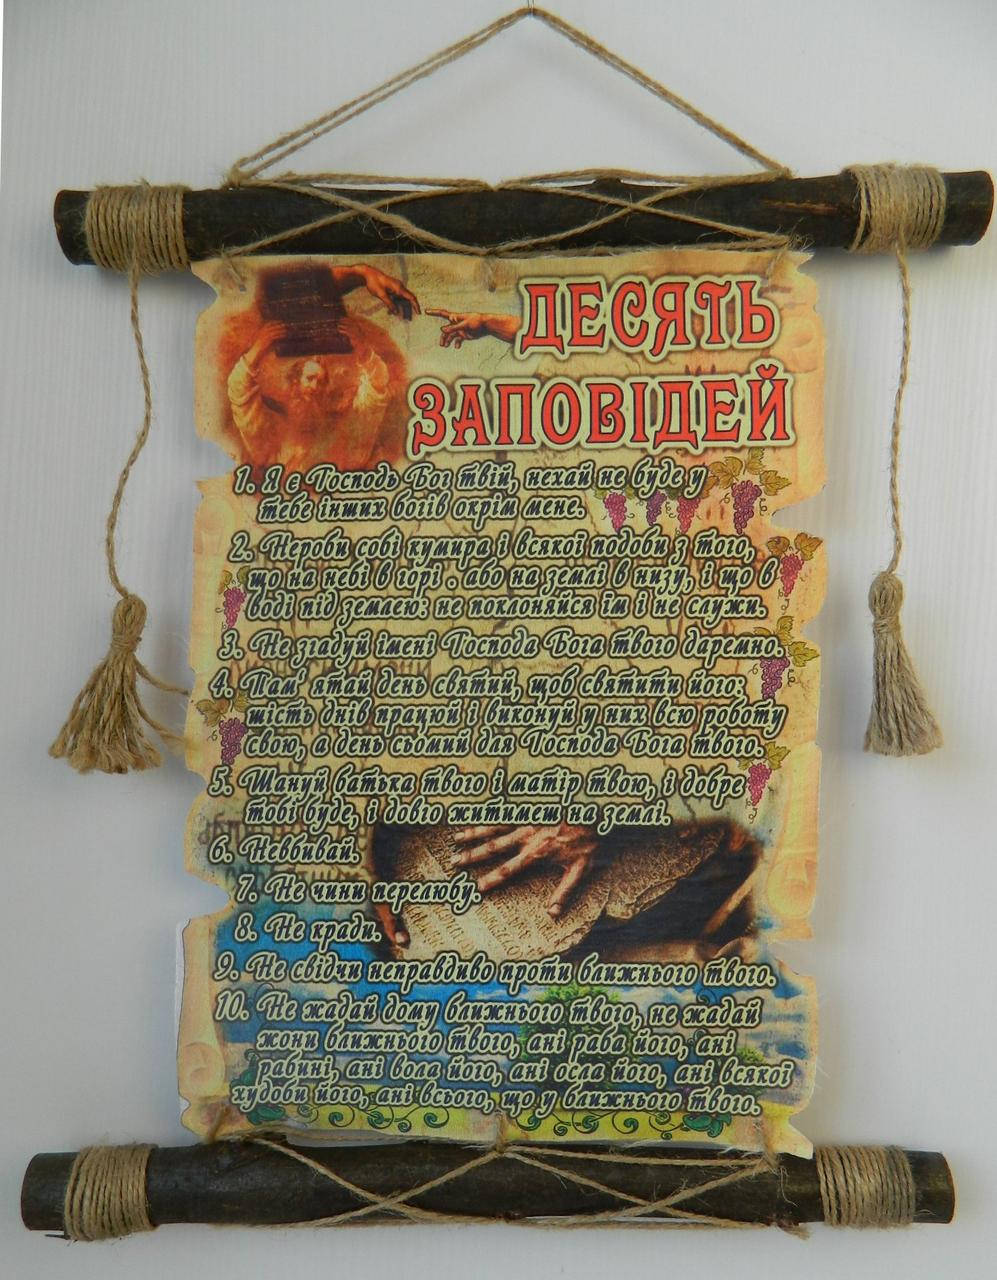 ДЕСЯТЬ
ЗАПОВІДЕЙ
1. Я є Господь Бог твій, нехай не буде у
тебе інших богів окрім мене.
2. Нероби собі кумира і всякої подоби з того,
що на небі в горі . або на землі в низу, і що в
воді під землею: не поклоняйся їм і не служи.
3. Не згадуй імені Господа Бога твого даремно.
4. Пам' ятай день святий, щоб святити його:
шість днів працюй і виконуй у них всю роботу
свою, а день сьомий для Господа Бога твого.
5. Шануй батька твого і матір твою, і добре
тобі буде, і довго житимеш на землі.
6. Невбивай.
7. Не чини перелюбу.
8. Не кради.
9. Не свідчи неправдиво проти ближнього твого.
10. Не жадай дому ближнього твого, не жадай
жони ближнього твого, ані раба його, ані
рабині, ані вола його, ані осла його, ані всякої
худоби його, ані всього, що у ближнього твого.